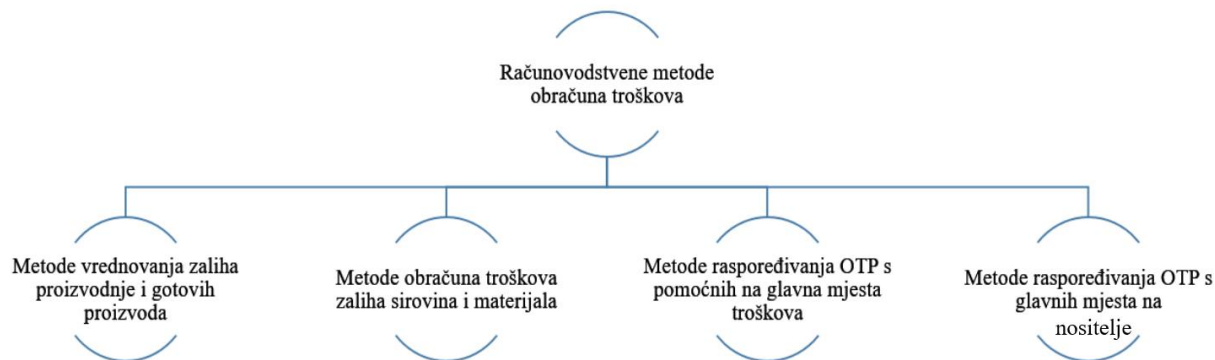 Računovodstvene metode
obračuna troškova
Metode vrednovanja zaliha
proizvodnje i gotovih
proizvoda
Metode obračuna troškova
zaliha sirovina i materijala
Metode raspoređivanja OTP s
pomoćnih na glavna mjesta
troškova
Metode raspoređivanja OTP s
glavnih mjesta na
nositelje